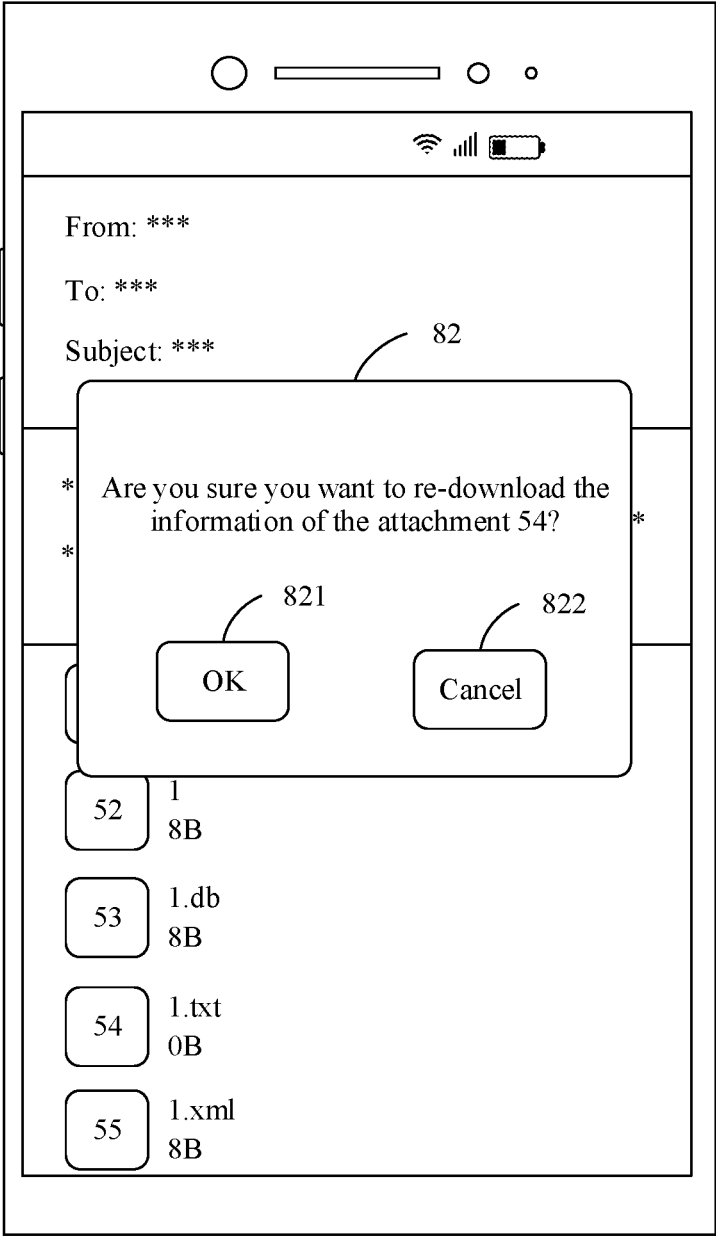 From: ***
To: ***
Subject: ***
82
*
Are you sure you want to re-download the
information of the attachment 54?
*
*
821
822
OK
Cancel
52
1
8B
53
1.db
8B
54
1.txt
0B
55
1.xml
8B